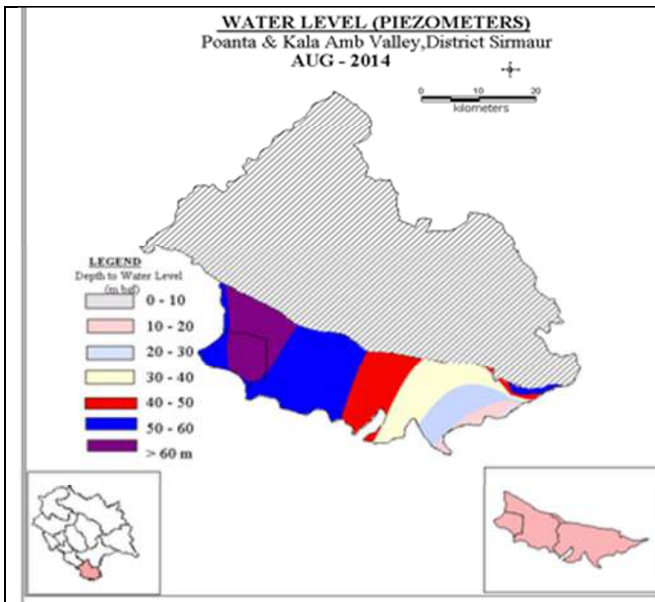 WATER LEVEL (PIEZOMETERS)
Poanta & Kala Amb Valley,District Sirmaur
AUG - 2014
0 10 20
kilometers
LEGEND
Depth to Water Level
(m bgl)
0 - 10
10 - 20
20 - 30
30 - 40
40 - 50
50 - 60
> 60 m